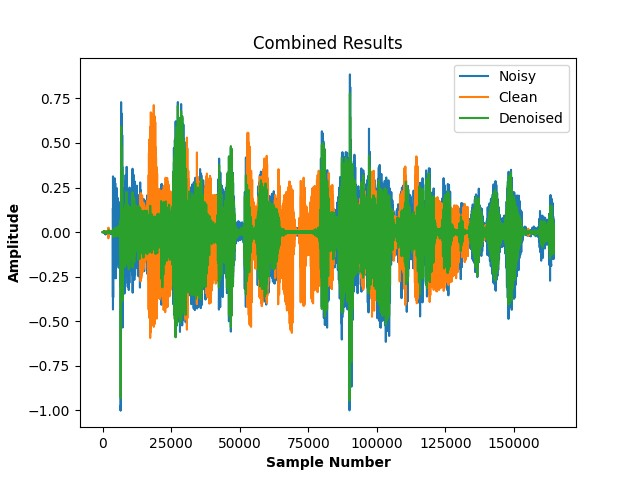 Combined Results
Noisy
Clean
Denoised
0.75
0.50
0.25
0.00
−0.25
−0.50
−0.75
−1.00
Amplitude
0 25000 50000 75000 100000 125000 150000
Sample Number